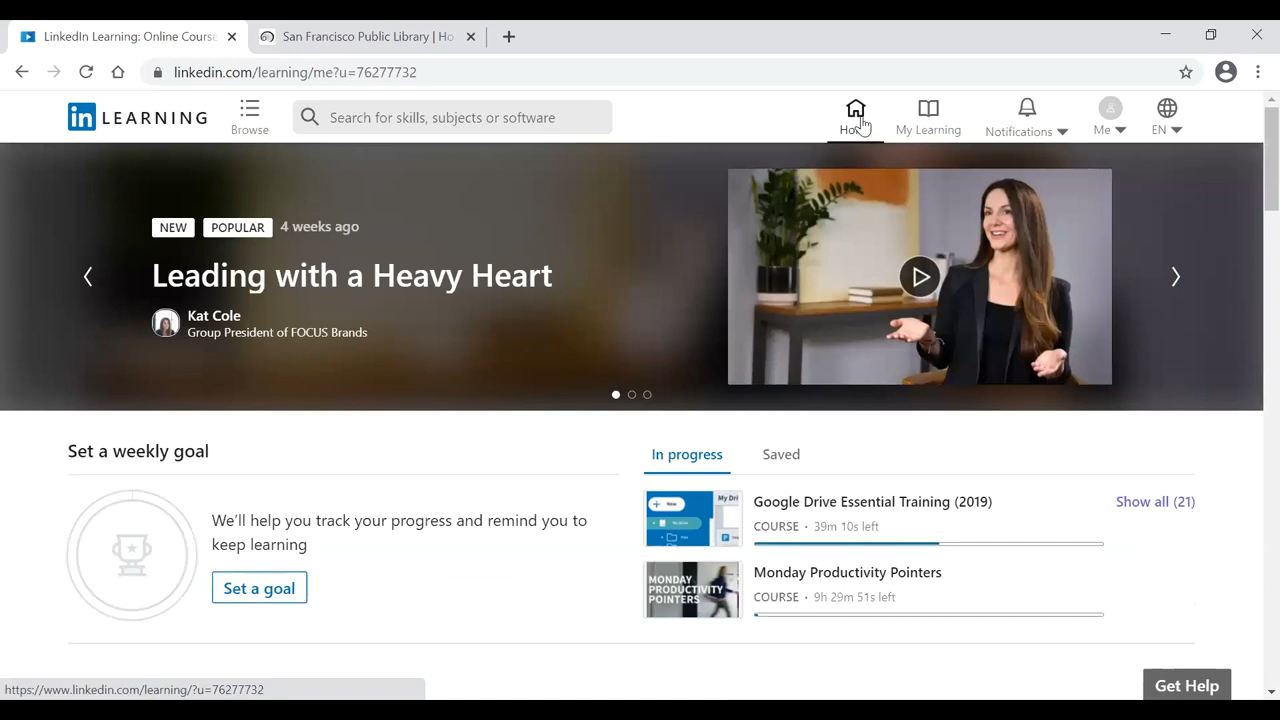 LinkedIn Learning: Online Course
San Francisco Public Library | Ho
linkedin.com/learning/me?u=76277732
in LEARNING
Browse
Search for skills, subjects or software
My Learning
Notifications
Me
EN
NEW
POPULAR
4 weeks ago
Leading with a Heavy Heart
Kat Cole
Group President of FOCUS Brands
Set a weekly goal
We'll help you track your progress and remind you to
keep learning
Set a goal
In progress
Saved
Google Drive Essential Training (2019)
Show all (21)
COURSE · 39m 10s left
MONDAY
PRODUCTIVITY
POINTERS
Monday Productivity Pointers
COURSE · 9h 29m 51s left
https://www.linkedin.com/learning/?u=76277732
Get Help